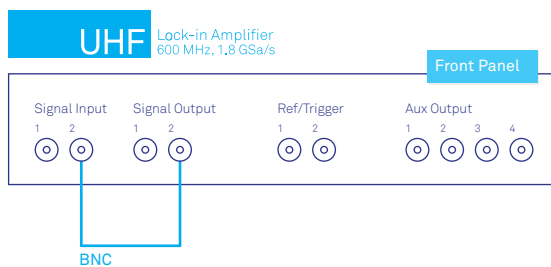 UHF
Lock-in Amplifier
600 MHz, 1.8 GSa/s
Front Panel
Signal Input Signal Output Ref/Trigger Aux Output
1 2 1 2 1 2 1 2 3 4
BNC